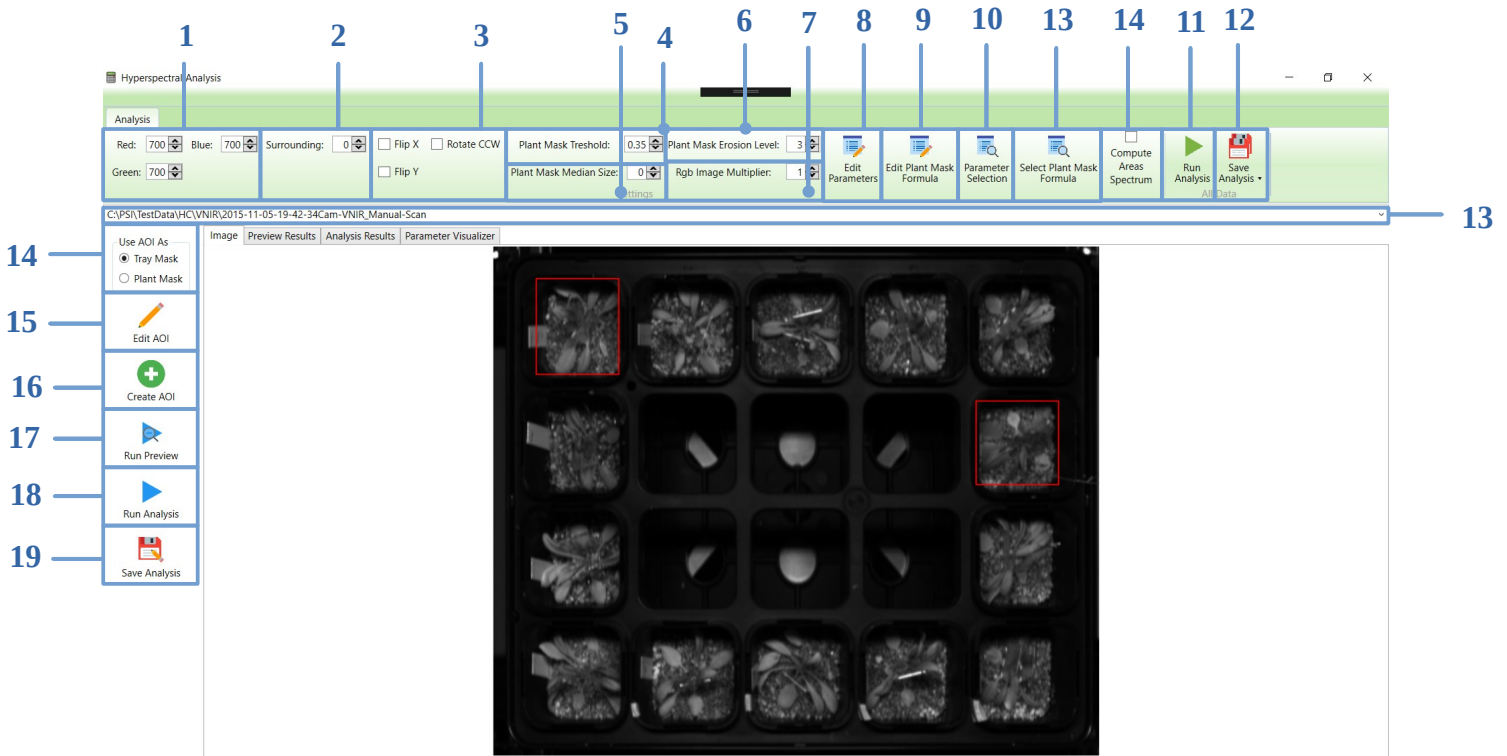 1 2 3 5 4 6 7 8 9 10 13 14 11 12
Hyperspectral Analysis
Analysis
Red: 700 Blue: 700 Surrounding: 0 Flip X Rotate CCW Plant Mask Treshold: 0.35 Plant Mask Erosion Level: 3
Green: 700 Flip Y Plant Mask Median Size: 0 Rgb Image Multiplier: 1
Edit
Parameters
Edit Plant Mask
Formula
Parameter
Selection
Select Plant Mask
Formula
Compute
Areas
Spectrum
Run
Analysis
Save
Analysis
ettings
All Data
C:\PSI\TestData\HC\VNIR\2015-11-05-19-42-34Cam-VNIR_Manual-Scan
13
Image Preview Results Analysis Results Parameter Visualizer
14
Use AOI As
Tray Mask
Plant Mask
15
Edit AOI
16
Create AOI
17
Run Preview
18
Run Analysis
19
Save Analysis